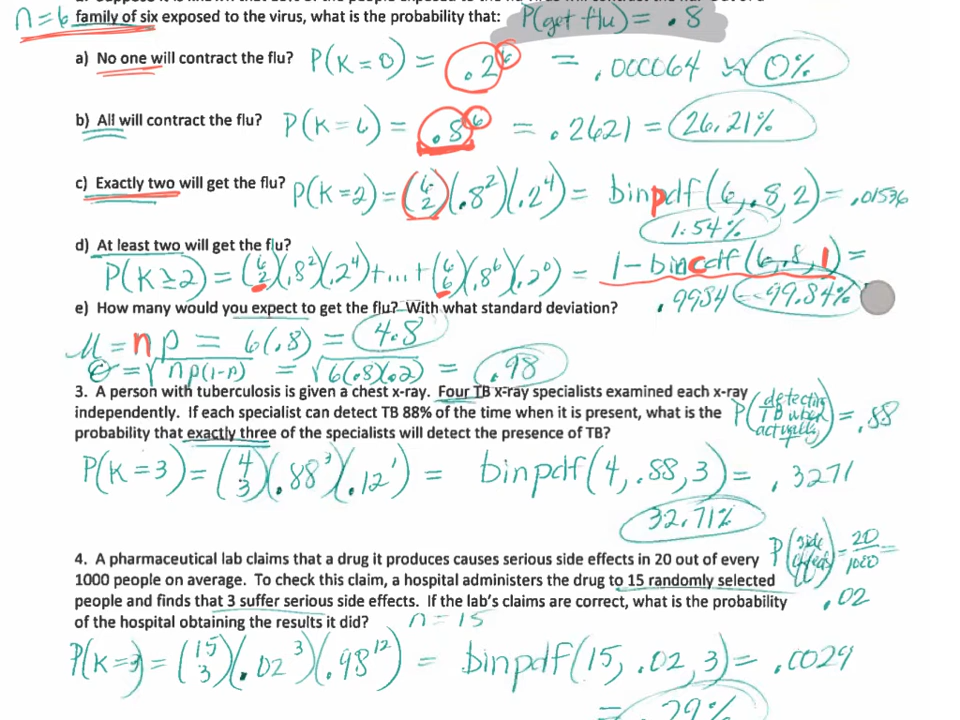 n=6 family of six exposed to the virus, what is the probability that: P(get flu) = .8
a) No one will contract the flu? P(K=0) = .2^6 = .000064 ≈ 0%
b) All will contract the flu? P(K=6) = .8^6 = .2621 = 26.21%
c) Exactly two will get the flu? P(K=2) = (6 2)(.8^2)(.2^4) = binpdf(6,.8,2) = .01536
1.54%
d) At least two will get the flu?
P(K≥2) = (6 2)(.8^2)(.2^4)+...+(6 6)(.8^6)(.2^0) = 1-bincdf(6,.8,1) =
.9984 = 99.84%
e) How many would you expect to get the flu? With what standard deviation?
μ = np = 6(.8) = 4.8
σ = √np(1-p) = √6(.8)(.2) = .98
3. A person with tuberculosis is given a chest x-ray. Four TB x-ray specialists examined each x-ray
independently. If each specialist can detect TB 88% of the time when it is present, what is the
probability that exactly three of the specialists will detect the presence of TB?
P(detecting TB when actually) = .88
P(K=3) = (4 3)(.88^3)(.12^1) = binpdf(4,.88,3) = .3271
32.71%
4. A pharmaceutical lab claims that a drug it produces causes serious side effects in 20 out of every
1000 people on average. To check this claim, a hospital administers the drug to 15 randomly selected
people and finds that 3 suffer serious side effects. If the lab's claims are correct, what is the probability
of the hospital obtaining the results it did? n=15
P(side effects) = 20/1000 =
.02
P(K=3) = (15 3)(.02^3)(.98^12) = binpdf(15, .02, 3) = .0029
= .29%